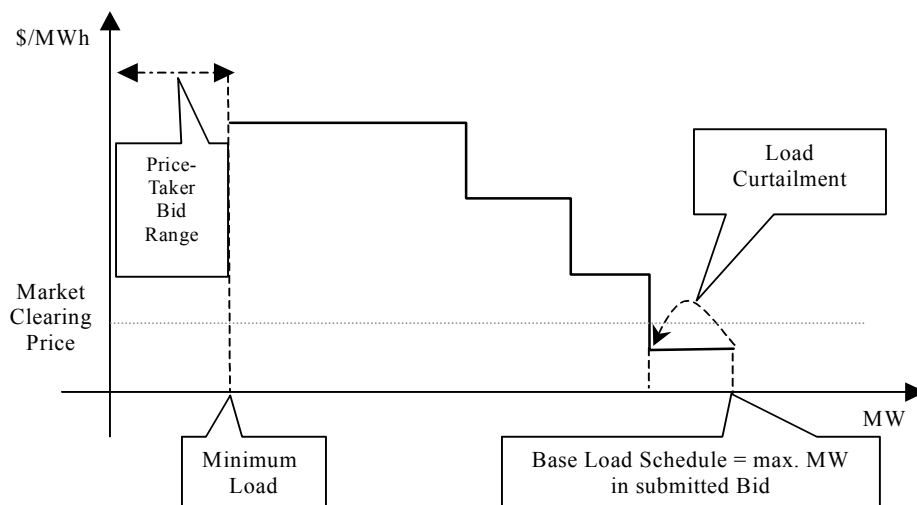 $/MWh
Price-
Taker
Bid
Range
Load
Curtailment
Market
Clearing
Price
MW
Minimum
Load
Base Load Schedule = max. MW
in submitted Bid